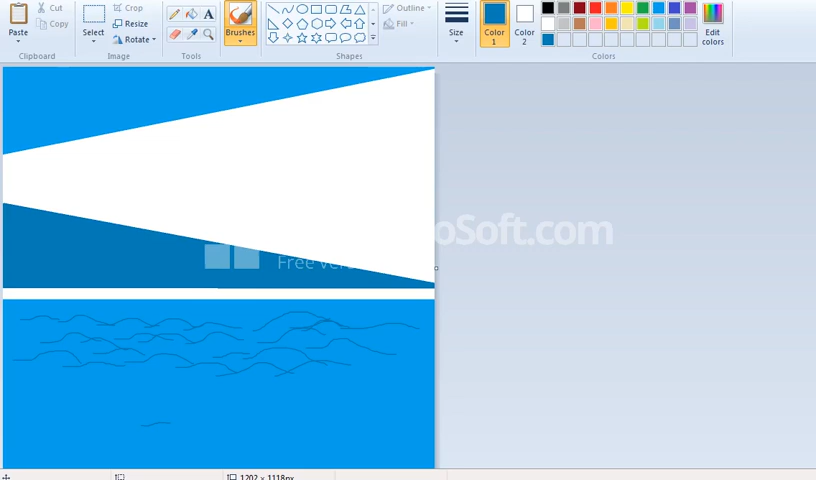 Cut
Copy
Paste
Clipboard
Crop
Resize
Rotate
Select
Image
Tools
Brushes
Shapes
Outline
Fill
Size
Color 1
Color 2
Edit colors
Colors
oSoft.com
Free
1202 × 1118px